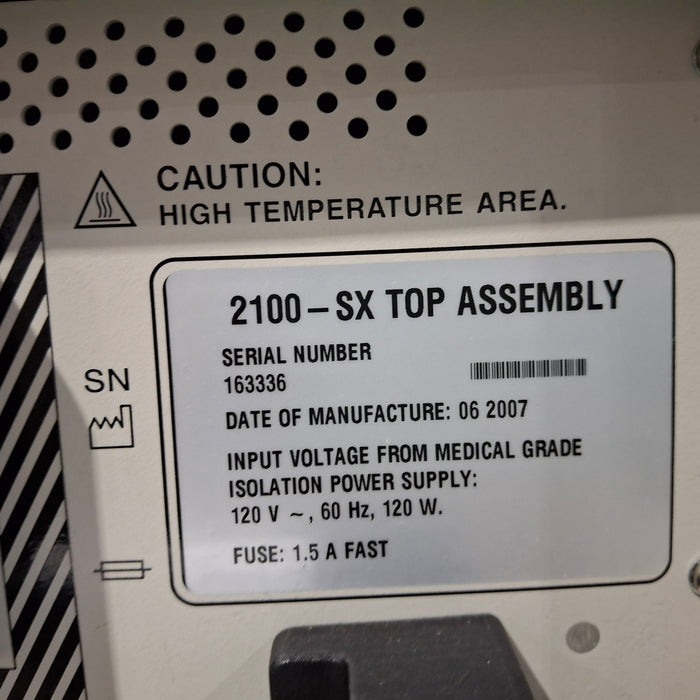 CAUTION:
HIGH TEMPERATURE AREA.
2100–SX TOP ASSEMBLY
SERIAL NUMBER
163336
SN
DATE OF MANUFACTURE: 06 2007
INPUT VOLTAGE FROM MEDICAL GRADE
ISOLATION POWER SUPPLY:
120 V ~, 60 Hz, 120 W.
FUSE: 1.5 A FAST